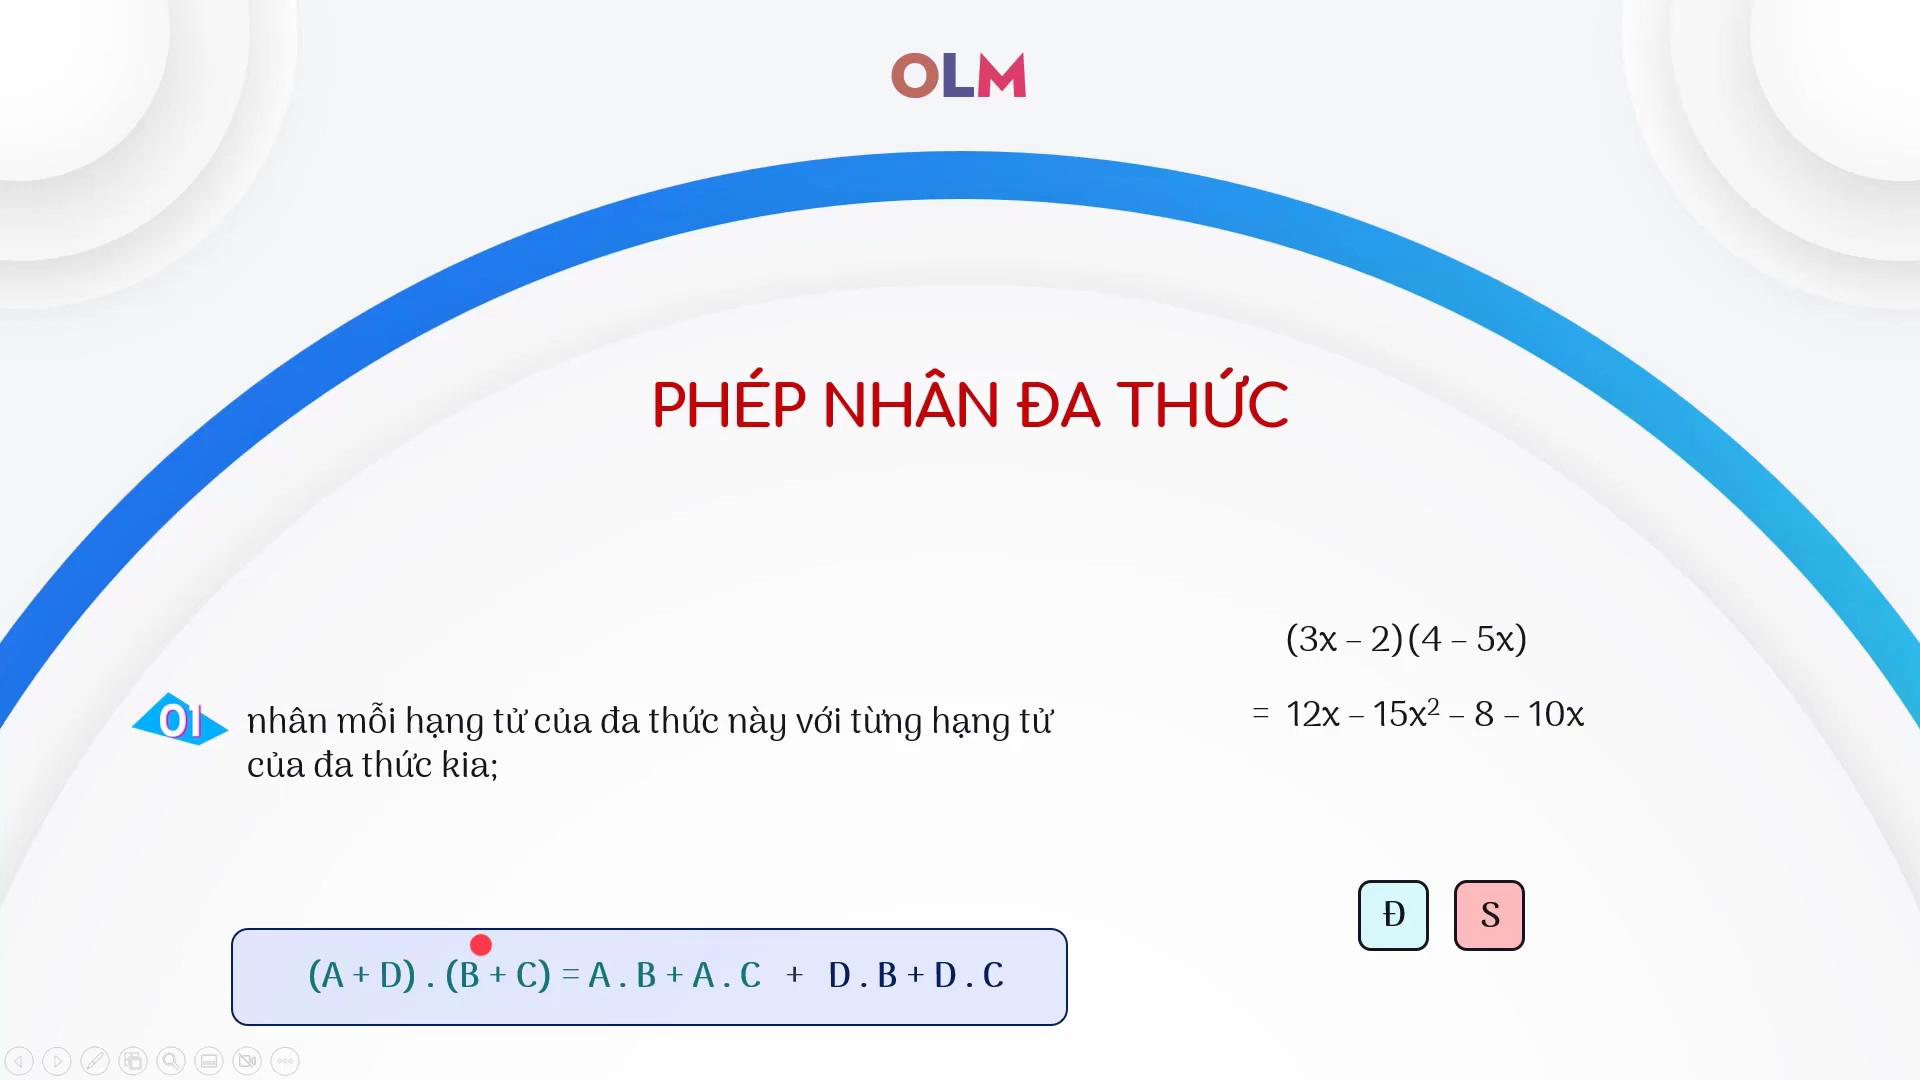 OLM
PHÉP NHÂN ĐA THỨC
01
nhân mỗi hạng tử của đa thức này với từng hạng tử
của đa thức kia;
(A + D) . (B + C) = A . B + A . C + D . B + D . C
(3x – 2)(4 – 5x)
= 12x – 15x² – 8 – 10x
Đ S